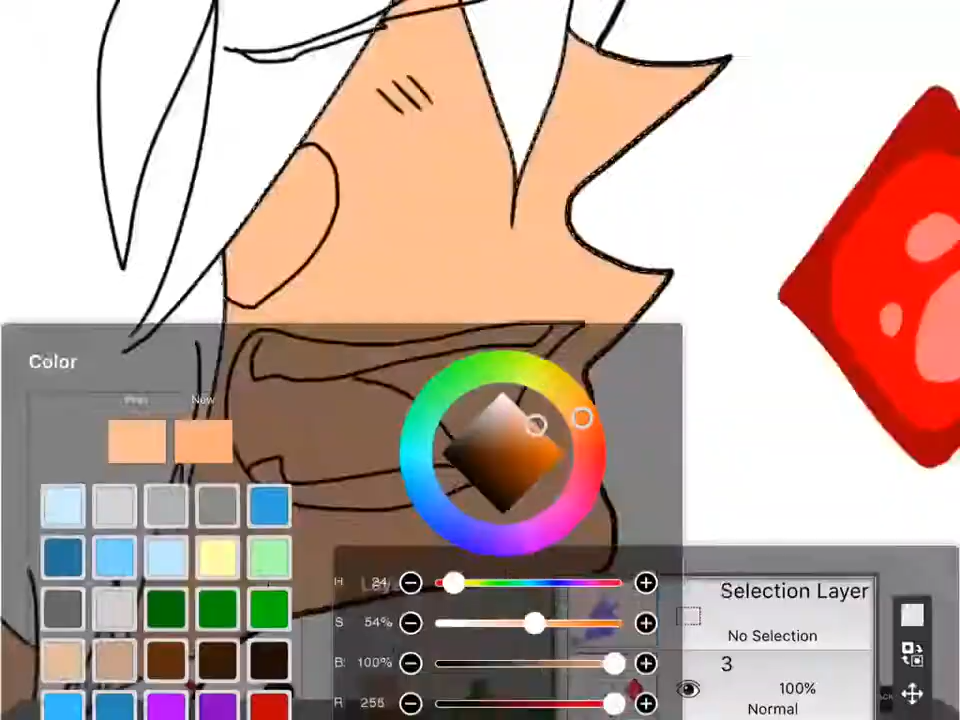 Color
Prev New
H 24
S 54%
B: 100%
R 255
Selection Layer
No Selection
3
100%
Normal